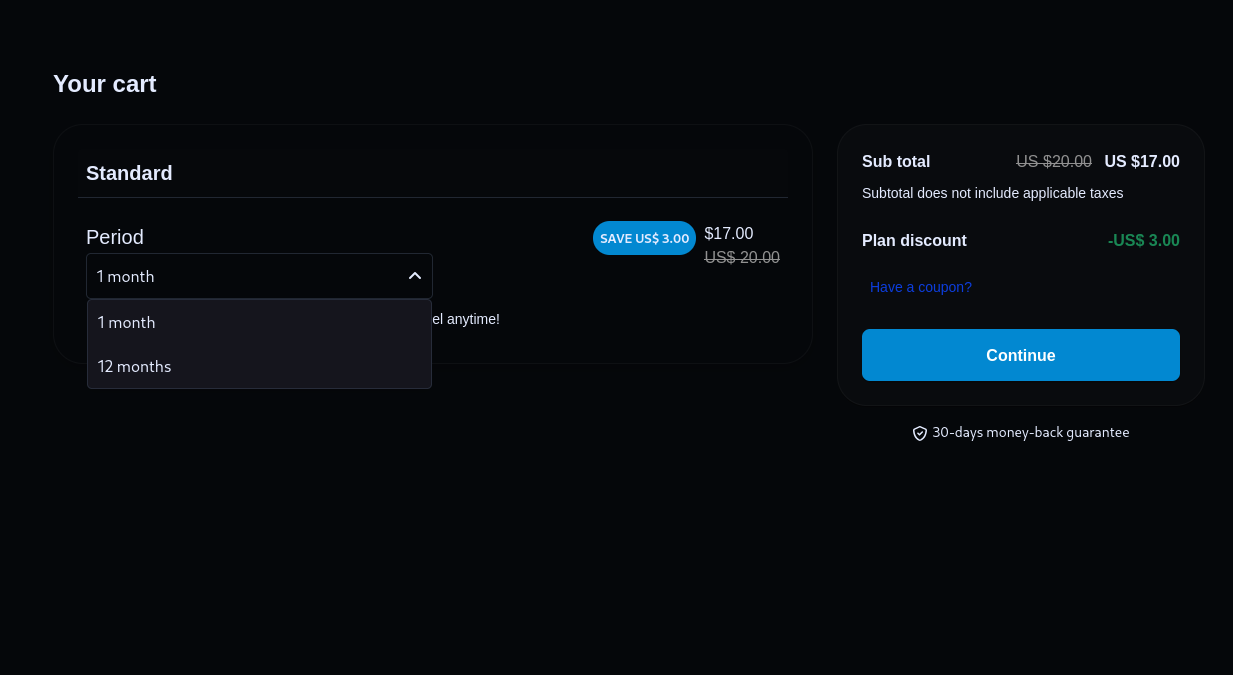 Your cart
Standard
Period
1 month
1 month
12 months
SAVE US$ 3.00
$17.00
US$ 20.00
anytime!
Sub total US $20.00 US $17.00
Subtotal does not include applicable taxes
Plan discount -US$ 3.00
Have a coupon?
Continue
30-days money-back guarantee